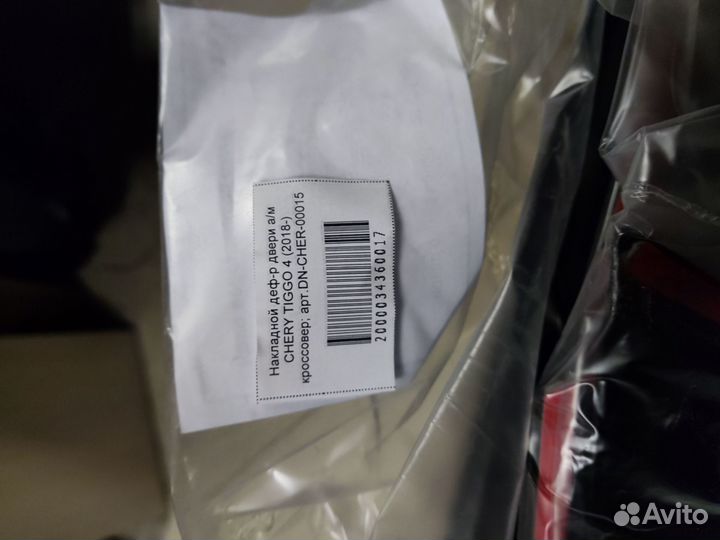 Накладной деф-р двери а/м
CHERY TIGGO 4 (2018-)
кроссовер; арт.DN-CHER-00015
2000034360017
Avito